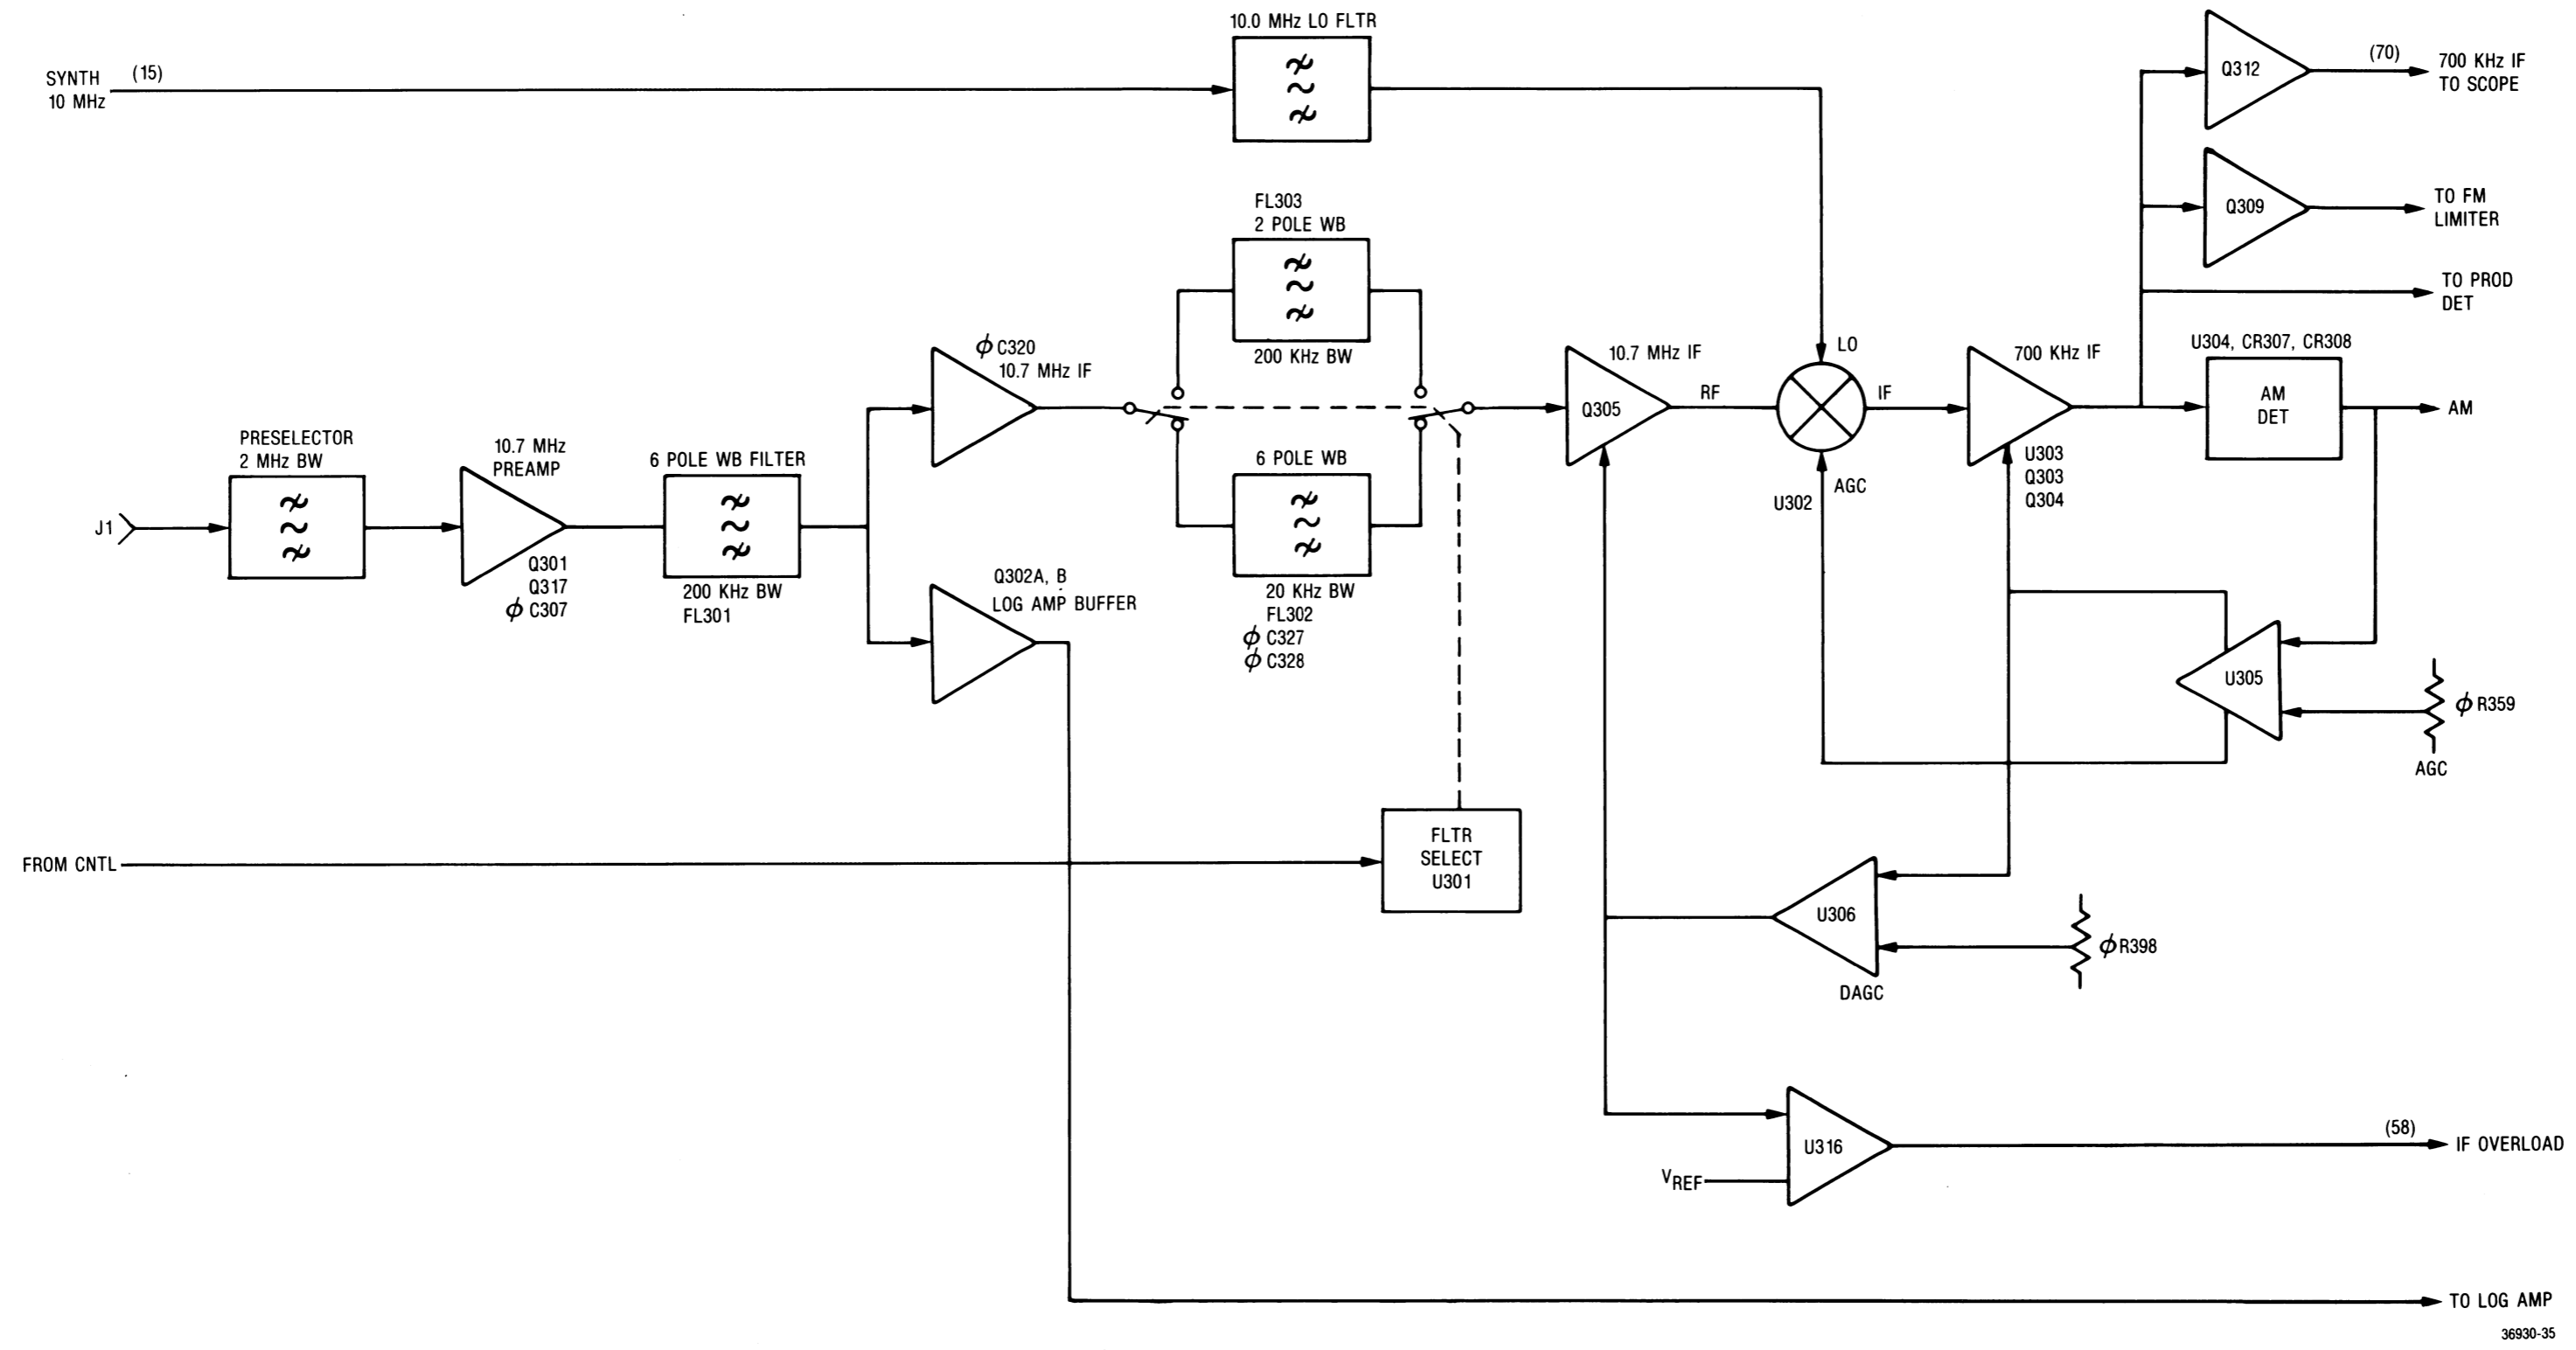 10.0 MHz LO FLTR
SYNTH
10 MHz
(15)
Q312
(70)
700 KHz IF
TO SCOPE
Q309
TO FM
LIMITER
TO PROD
DET
FL303
2 POLE WB
200 KHz BW
ϕ C320
10.7 MHz IF
10.7 MHz IF
Q305
RF
LO
IF
U302
AGC
700 KHz IF
U303
Q303
Q304
U304, CR307, CR308
AM
DET
AM
J1
PRESELECTOR
2 MHz BW
10.7 MHz
PREAMP
Q301
Q317
ϕ C307
6 POLE WB FILTER
200 KHz BW
FL301
Q302A, B
LOG AMP BUFFER
6 POLE WB
20 KHz BW
FL302
ϕ C327
ϕ C328
U305
ϕ R359
AGC
FROM CNTL
FLTR
SELECT
U301
U306
ϕ R398
DAGC
U316
VREF
(58)
IF OVERLOAD
TO LOG AMP
36930-35